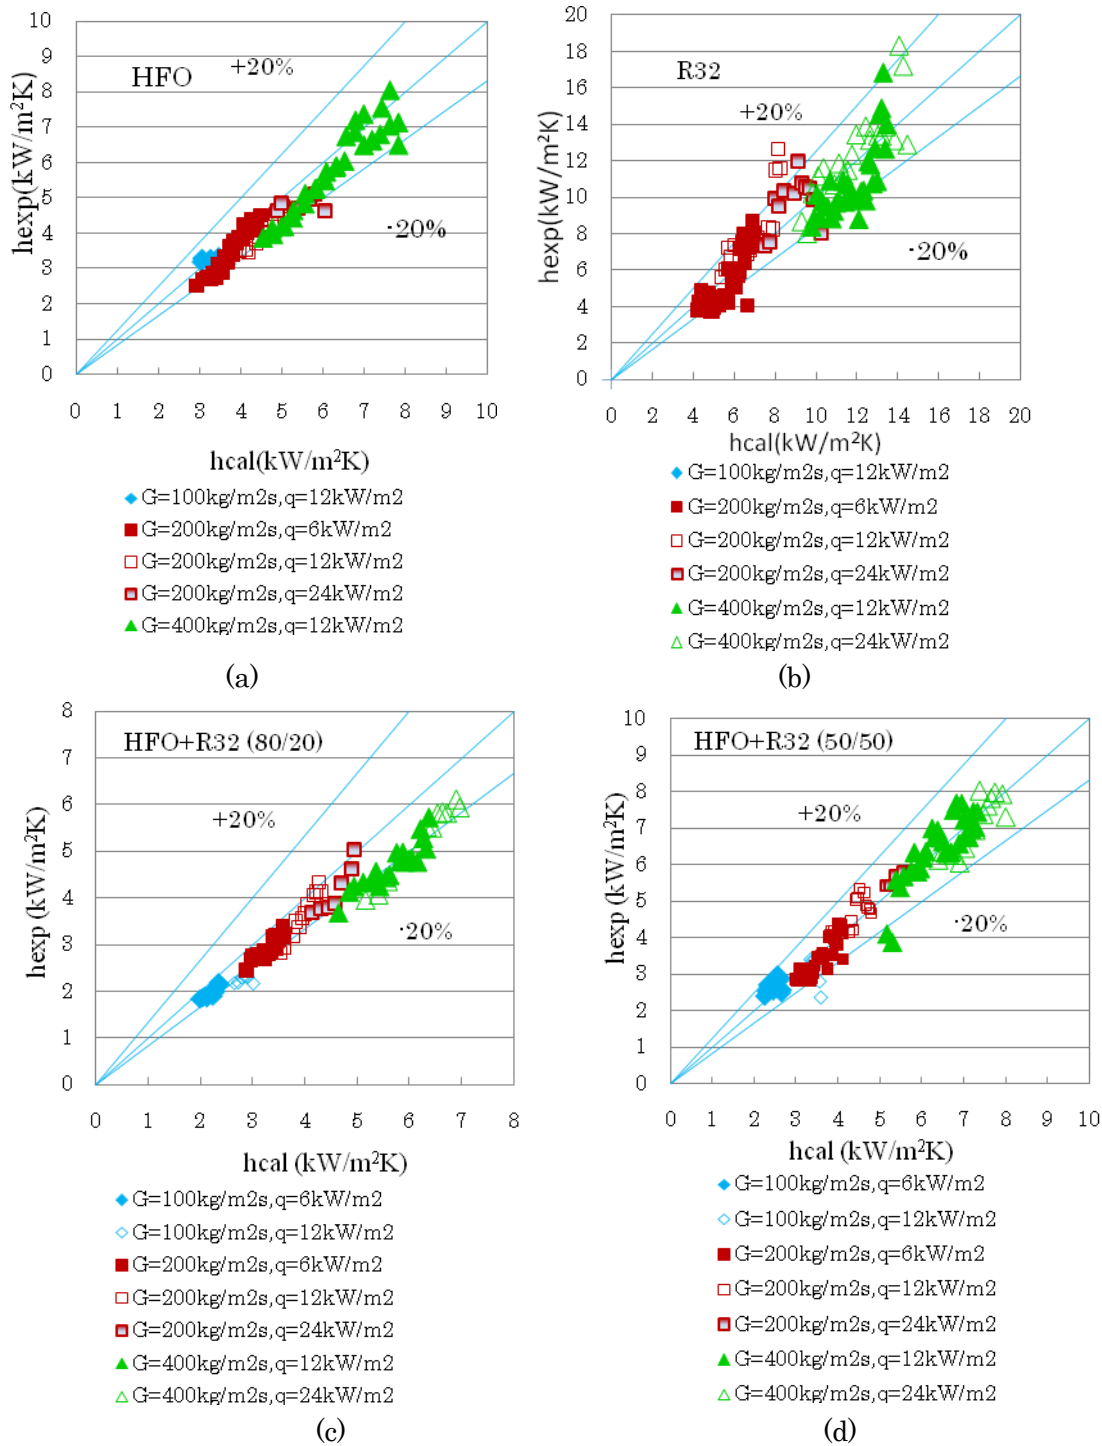 10
9
8
7
6
5
4
3
2
1
0
hexp(kW/m²K)
HFO
+20%
-20%
0 1 2 3 4 5 6 7 8 9 10
hcal(kW/m²K)
G=100kg/m2s,q=12kW/m2
G=200kg/m2s,q=6kW/m2
G=200kg/m2s,q=12kW/m2
G=200kg/m2s,q=24kW/m2
G=400kg/m2s,q=12kW/m2
(a)
20
18
16
14
12
10
8
6
4
2
0
hexp(kW/m²K)
R32
+20%
-20%
0 2 4 6 8 10 12 14 16 18 20
hcal(kW/m²K)
G=100kg/m2s,q=12kW/m2
G=200kg/m2s,q=6kW/m2
G=200kg/m2s,q=12kW/m2
G=200kg/m2s,q=24kW/m2
G=400kg/m2s,q=12kW/m2
G=400kg/m2s,q=24kW/m2
(b)
8
7
6
5
4
3
2
1
0
hexp (kW/m²K)
HFO+R32 (80/20)
+20%
-20%
0 1 2 3 4 5 6 7 8
hcal (kW/m²K)
G=100kg/m2s,q=6kW/m2
G=100kg/m2s,q=12kW/m2
G=200kg/m2s,q=6kW/m2
G=200kg/m2s,q=12kW/m2
G=200kg/m2s,q=24kW/m2
G=400kg/m2s,q=12kW/m2
G=400kg/m2s,q=24kW/m2
(c)
10
9
8
7
6
5
4
3
2
1
0
hexp (kW/m²K)
HFO+R32 (50/50)
+20%
-20%
0 1 2 3 4 5 6 7 8 9 10
hcal (kW/m²K)
G=100kg/m2s,q=6kW/m2
G=100kg/m2s,q=12kW/m2
G=200kg/m2s,q=6kW/m2
G=200kg/m2s,q=12kW/m2
G=200kg/m2s,q=24kW/m2
G=400kg/m2s,q=12kW/m2
G=400kg/m2s,q=24kW/m2
(d)